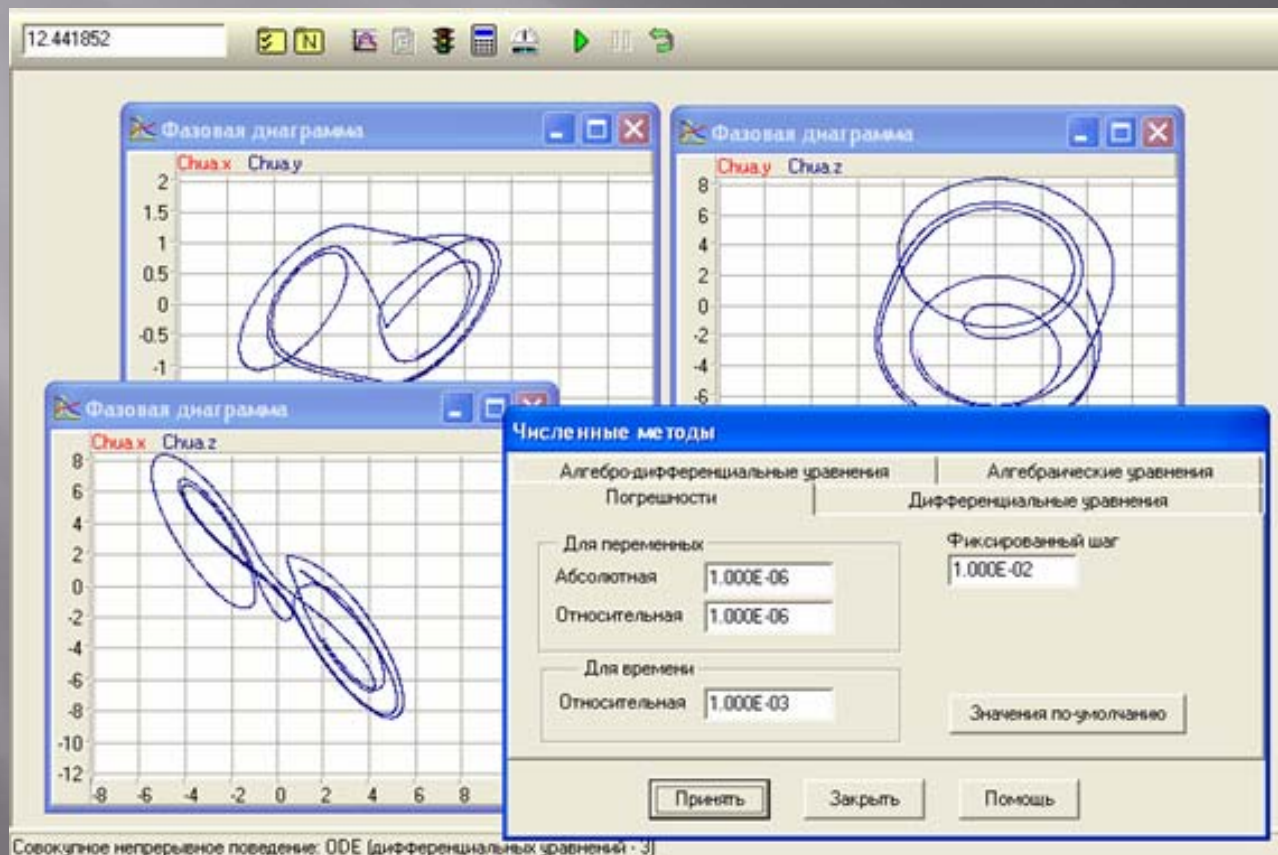 12.441852
N
Фазовая диаграмма
Chua.x Chua.y
2
1.5
1
0.5
0
-0.5
-1
Фазовая диаграмма
Chua.y Chua.z
8
6
4
2
0
-2
-4
-6
Фазовая диаграмма
Chua.x Chua.z
8
6
4
2
0
-2
-4
-6
-8
-10
-12
-8 -6 -4 -2 0 2 4 6 8
Численные методы
Алгебро-дифференциальные уравнения Алгебраические уравнения
Погрешности Дифференциальные уравнения
Для переменных
Абсолютная 1.000E-06
Относительная 1.000E-06
Для времени
Относительная 1.000E-03
Фиксированный шаг
1.000E-02
Значения по-умолчанию
Принять Закрыть Помощь
Совокупное непрерывное поведение: ODE (дифференциальных уравнений - 3)